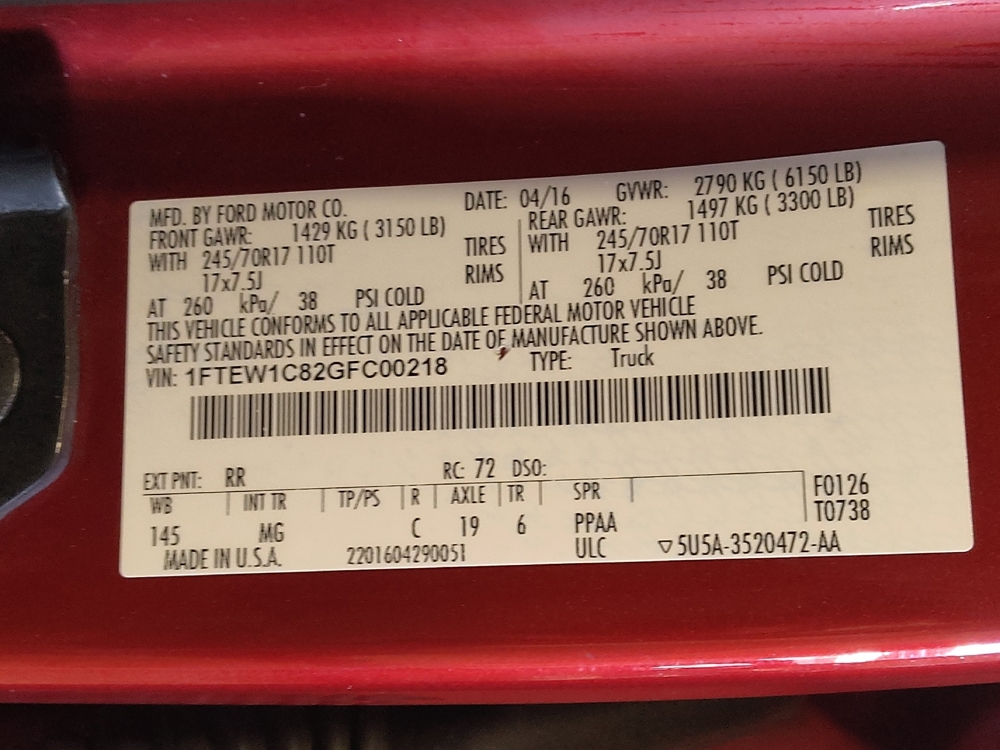 MFD. BY FORD MOTOR CO. DATE: 04/16 GVWR: 2790 KG ( 6150 LB)
FRONT GAWR: 1429 KG ( 3150 LB) REAR GAWR: 1497 KG ( 3300 LB)
WITH 245/70R17 110T TIRES WITH 245/70R17 110T TIRES
17x7.5J RIMS 17x7.5J RIMS
AT 260 kPa/ 38 PSI COLD AT 260 kPa/ 38 PSI COLD
THIS VEHICLE CONFORMS TO ALL APPLICABLE FEDERAL MOTOR VEHICLE
SAFETY STANDARDS IN EFFECT ON THE DATE OF MANUFACTURE SHOWN ABOVE.
VIN: 1FTEW1C82GFC00218 TYPE: Truck
EXT PNT: RR RC: 72 DSO:
WB INT TR TP/PS R AXLE TR SPR F0126
145 MG C 19 6 PPAA T0738
MADE IN U.S.A. 2201604290051 ULC ▽5U5A-3520472-AA